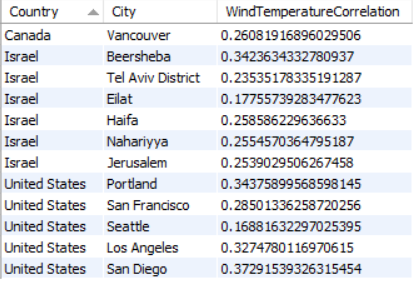 Country City WindTemperatureCorrelation
Canada Vancouver 0.26081916896029506
Israel Beersheba 0.3423634332780937
Israel Tel Aviv District 0.23535178335191287
Israel Eilat 0.17755739283477623
Israel Haifa 0.258586229636633
Israel Nahariyya 0.2554570364795187
Israel Jerusalem 0.2539029506267458
United States Portland 0.34375899568598145
United States San Francisco 0.28501336258720256
United States Seattle 0.16881632297025395
United States Los Angeles 0.3274780116970615
United States San Diego 0.37291539326315454